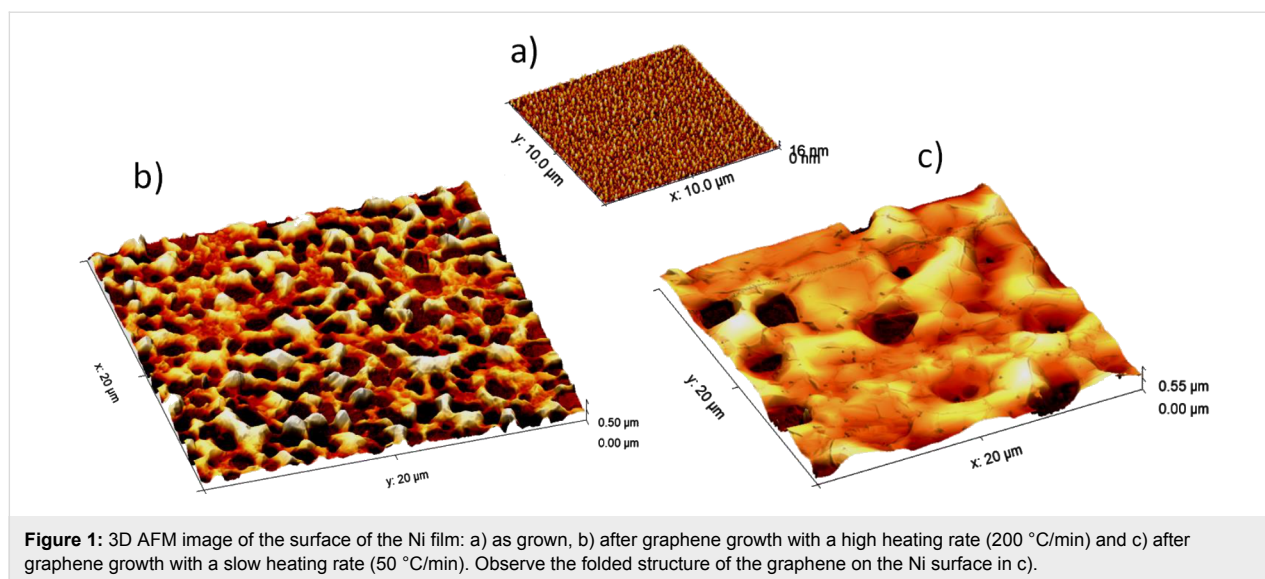 a)
y: 10.0 µm
x: 10.0 µm
16 nm
0 nm
b)
x: 20 µm
y: 20 µm
0.50 µm
0.00 µm
c)
y: 20 µm
x: 20 µm
0.55 µm
0.00 µm
Figure 1: 3D AFM image of the surface of the Ni film: a) as grown, b) after graphene growth with a high heating rate (200 °C/min) and c) after
graphene growth with a slow heating rate (50 °C/min). Observe the folded structure of the graphene on the Ni surface in c).